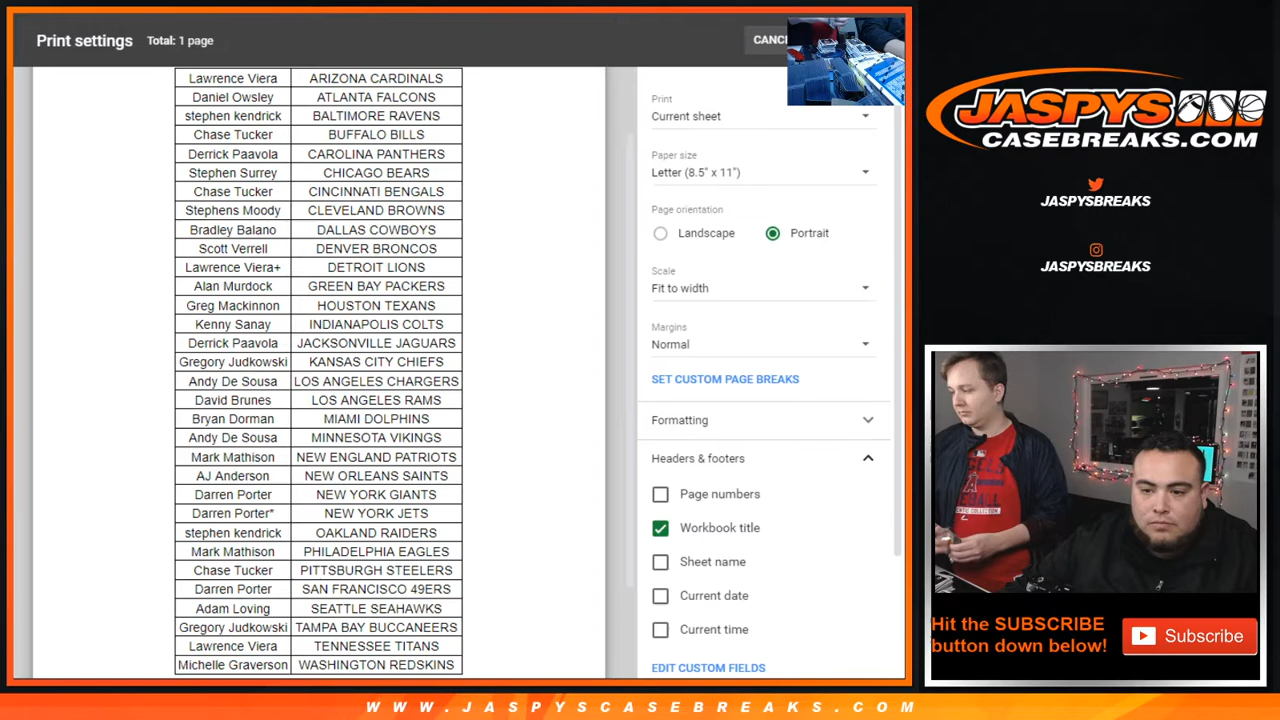 Print settings Total: 1 page CANC
Lawrence Viera ARIZONA CARDINALS
Daniel Owsley ATLANTA FALCONS
stephen kendrick BALTIMORE RAVENS
Chase Tucker BUFFALO BILLS
Derrick Paavola CAROLINA PANTHERS
Stephen Surrey CHICAGO BEARS
Chase Tucker CINCINNATI BENGALS
Stephens Moody CLEVELAND BROWNS
Bradley Balano DALLAS COWBOYS
Scott Verrell DENVER BRONCOS
Lawrence Viera+ DETROIT LIONS
Alan Murdock GREEN BAY PACKERS
Greg Mackinnon HOUSTON TEXANS
Kenny Sanay INDIANAPOLIS COLTS
Derrick Paavola JACKSONVILLE JAGUARS
Gregory Judkowski KANSAS CITY CHIEFS
Andy De Sousa LOS ANGELES CHARGERS
David Brunes LOS ANGELES RAMS
Bryan Dorman MIAMI DOLPHINS
Andy De Sousa MINNESOTA VIKINGS
Mark Mathison NEW ENGLAND PATRIOTS
AJ Anderson NEW ORLEANS SAINTS
Darren Porter NEW YORK GIANTS
Darren Porter* NEW YORK JETS
stephen kendrick OAKLAND RAIDERS
Mark Mathison PHILADELPHIA EAGLES
Chase Tucker PITTSBURGH STEELERS
Darren Porter SAN FRANCISCO 49ERS
Adam Loving SEATTLE SEAHAWKS
Gregory Judkowski TAMPA BAY BUCCANEERS
Lawrence Viera TENNESSEE TITANS
Michelle Graverson WASHINGTON REDSKINS
Print
Current sheet
Paper size
Letter (8.5" x 11")
Page orientation
Landscape Portrait
Scale
Fit to width
Margins
Normal
SET CUSTOM PAGE BREAKS
Formatting
Headers & footers
Page numbers
Workbook title
Sheet name
Current date
Current time
EDIT CUSTOM FIELDS
JASPYS
CASEBREAKS.COM
JASPYSBREAKS
JASPYSBREAKS
Hit the SUBSCRIBE
button down below!
Subscribe
WWW.JASPYSCASEBREAKS.COM